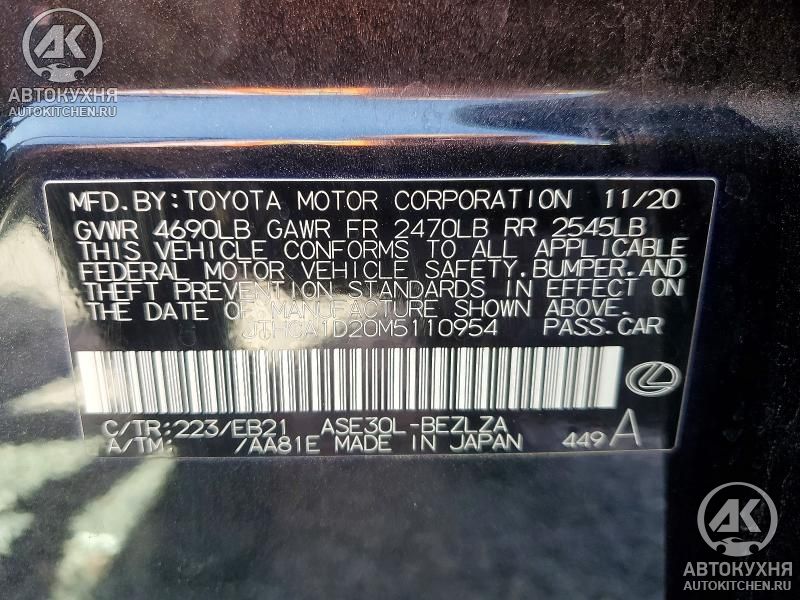 AK
АВТОКУХНЯ
AUTOKITCHEN.RU
MFD.BY:TOYOTA MOTOR CORPORATION 11/20
GVWR 4690LB GAWR FR 2470LB RR 2545LB
THIS VEHICLE CONFORMS TO ALL APPLICABLE
FEDERAL MOTOR VEHICLE SAFETY.BUMPER.AND
THEFT PREVENTION STANDARDS IN EFFECT ON THE
DATE OF MANUFACTURE SHOWN ABOVE.
JTHGA1D20M5110954 PASS.CAR
C/TR:223/EB21 ASE30L-BEZLZA
A/TM: /AA81E MADE IN JAPAN 449 A
AK
АВТОКУХНЯ
AUTOKITCHEN.RU